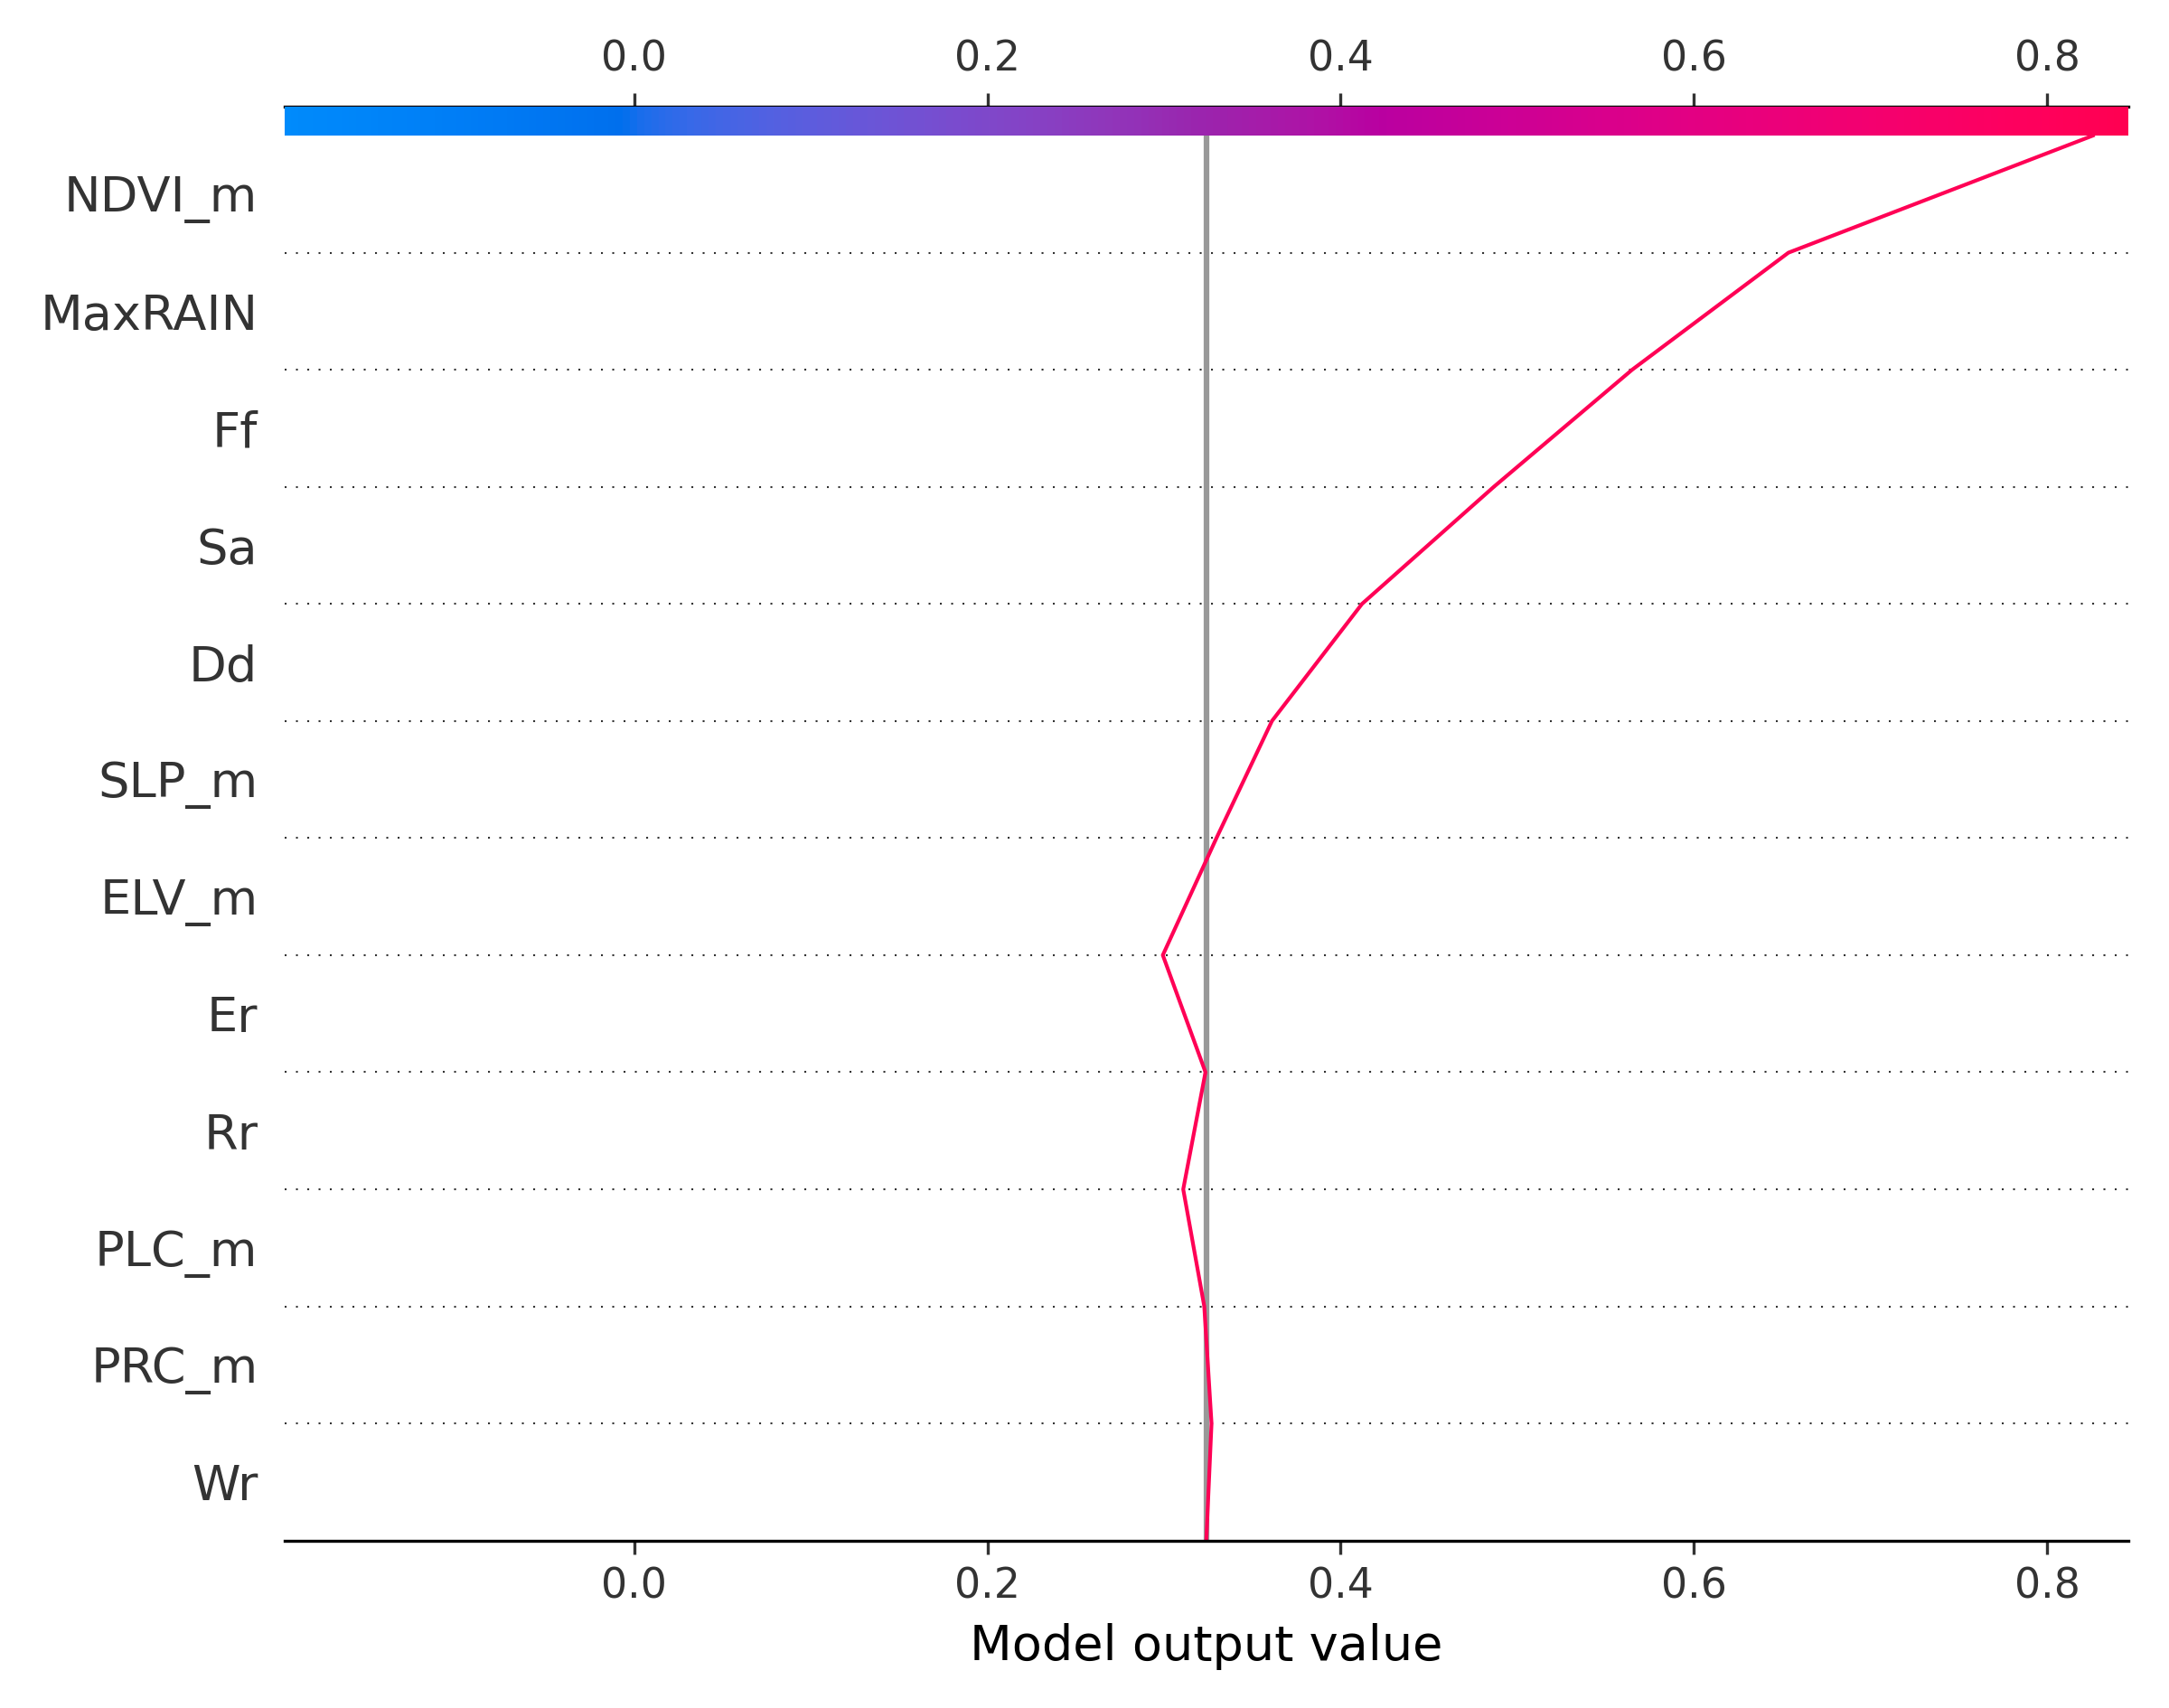 0.0 0.2 0.4 0.6 0.8
NDVI_m
MaxRAIN
Ff
Sa
Dd
SLP_m
ELV_m
Er
Rr
PLC_m
PRC_m
Wr
0.0 0.2 0.4 0.6 0.8
Model output value